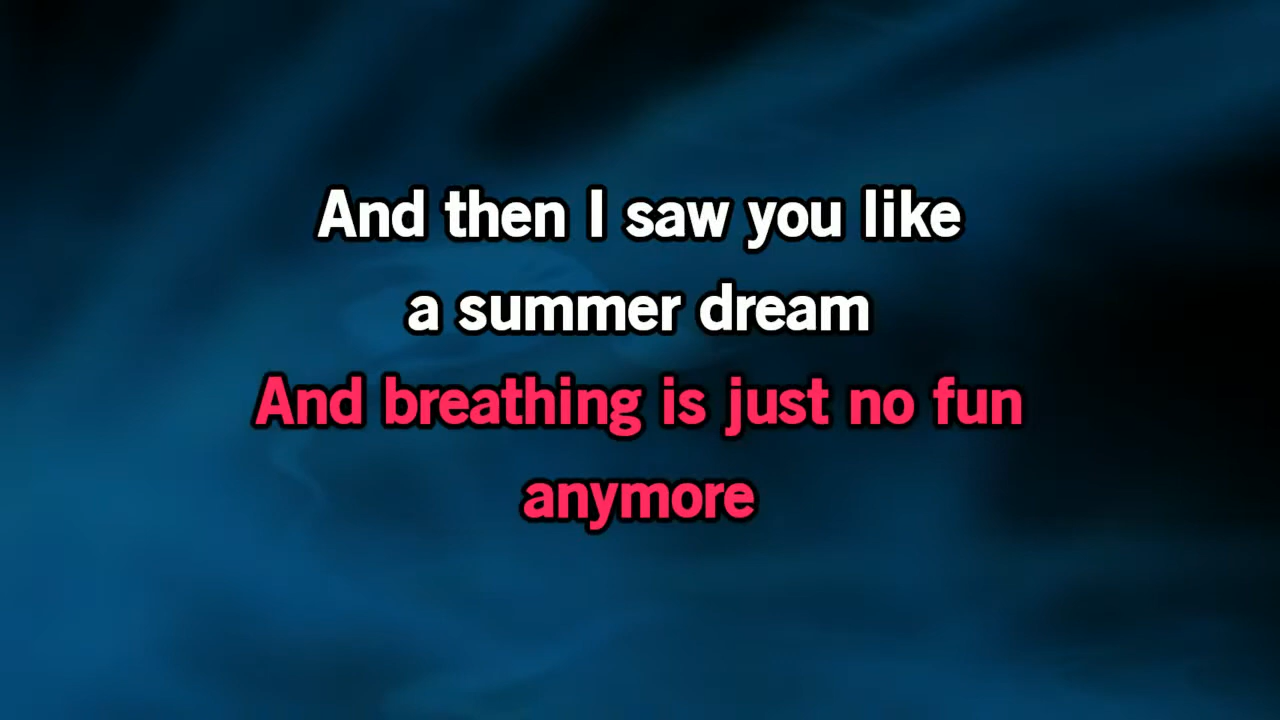 And then I saw you like
a summer dream
And breathing is just no fun
anymore